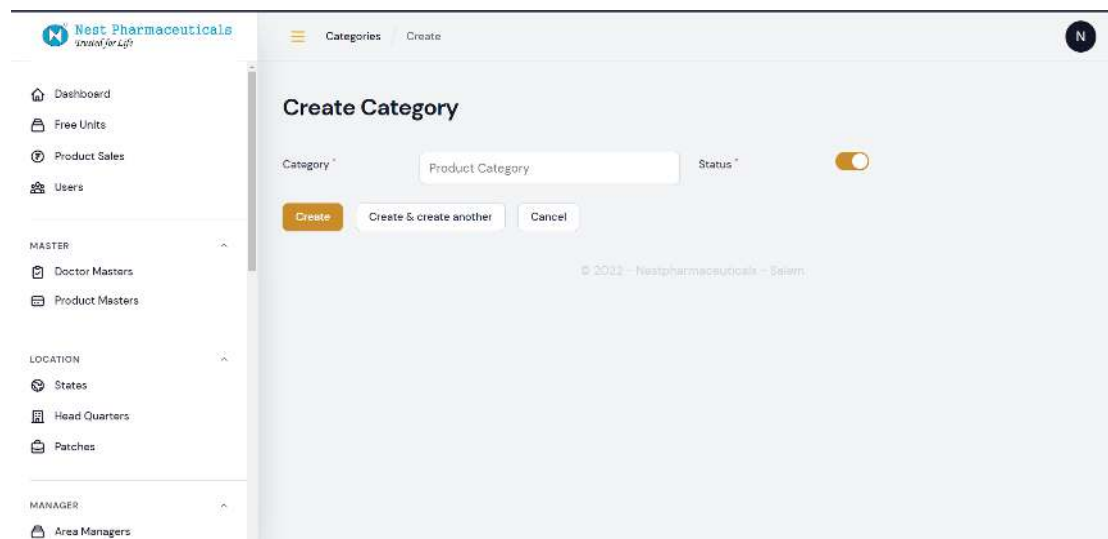 Nest Pharmaceuticals
Trusted for Life
Categories / Create
N
Dashboard
Free Units
Product Sales
Users
MASTER
Doctor Masters
Product Masters
LOCATION
States
Head Quarters
Patches
MANAGER
Area Managers
Create Category
Category *
Product Category
Status *
Create
Create & create another
Cancel
© 2022 - Nestpharmaceuticals - Salem